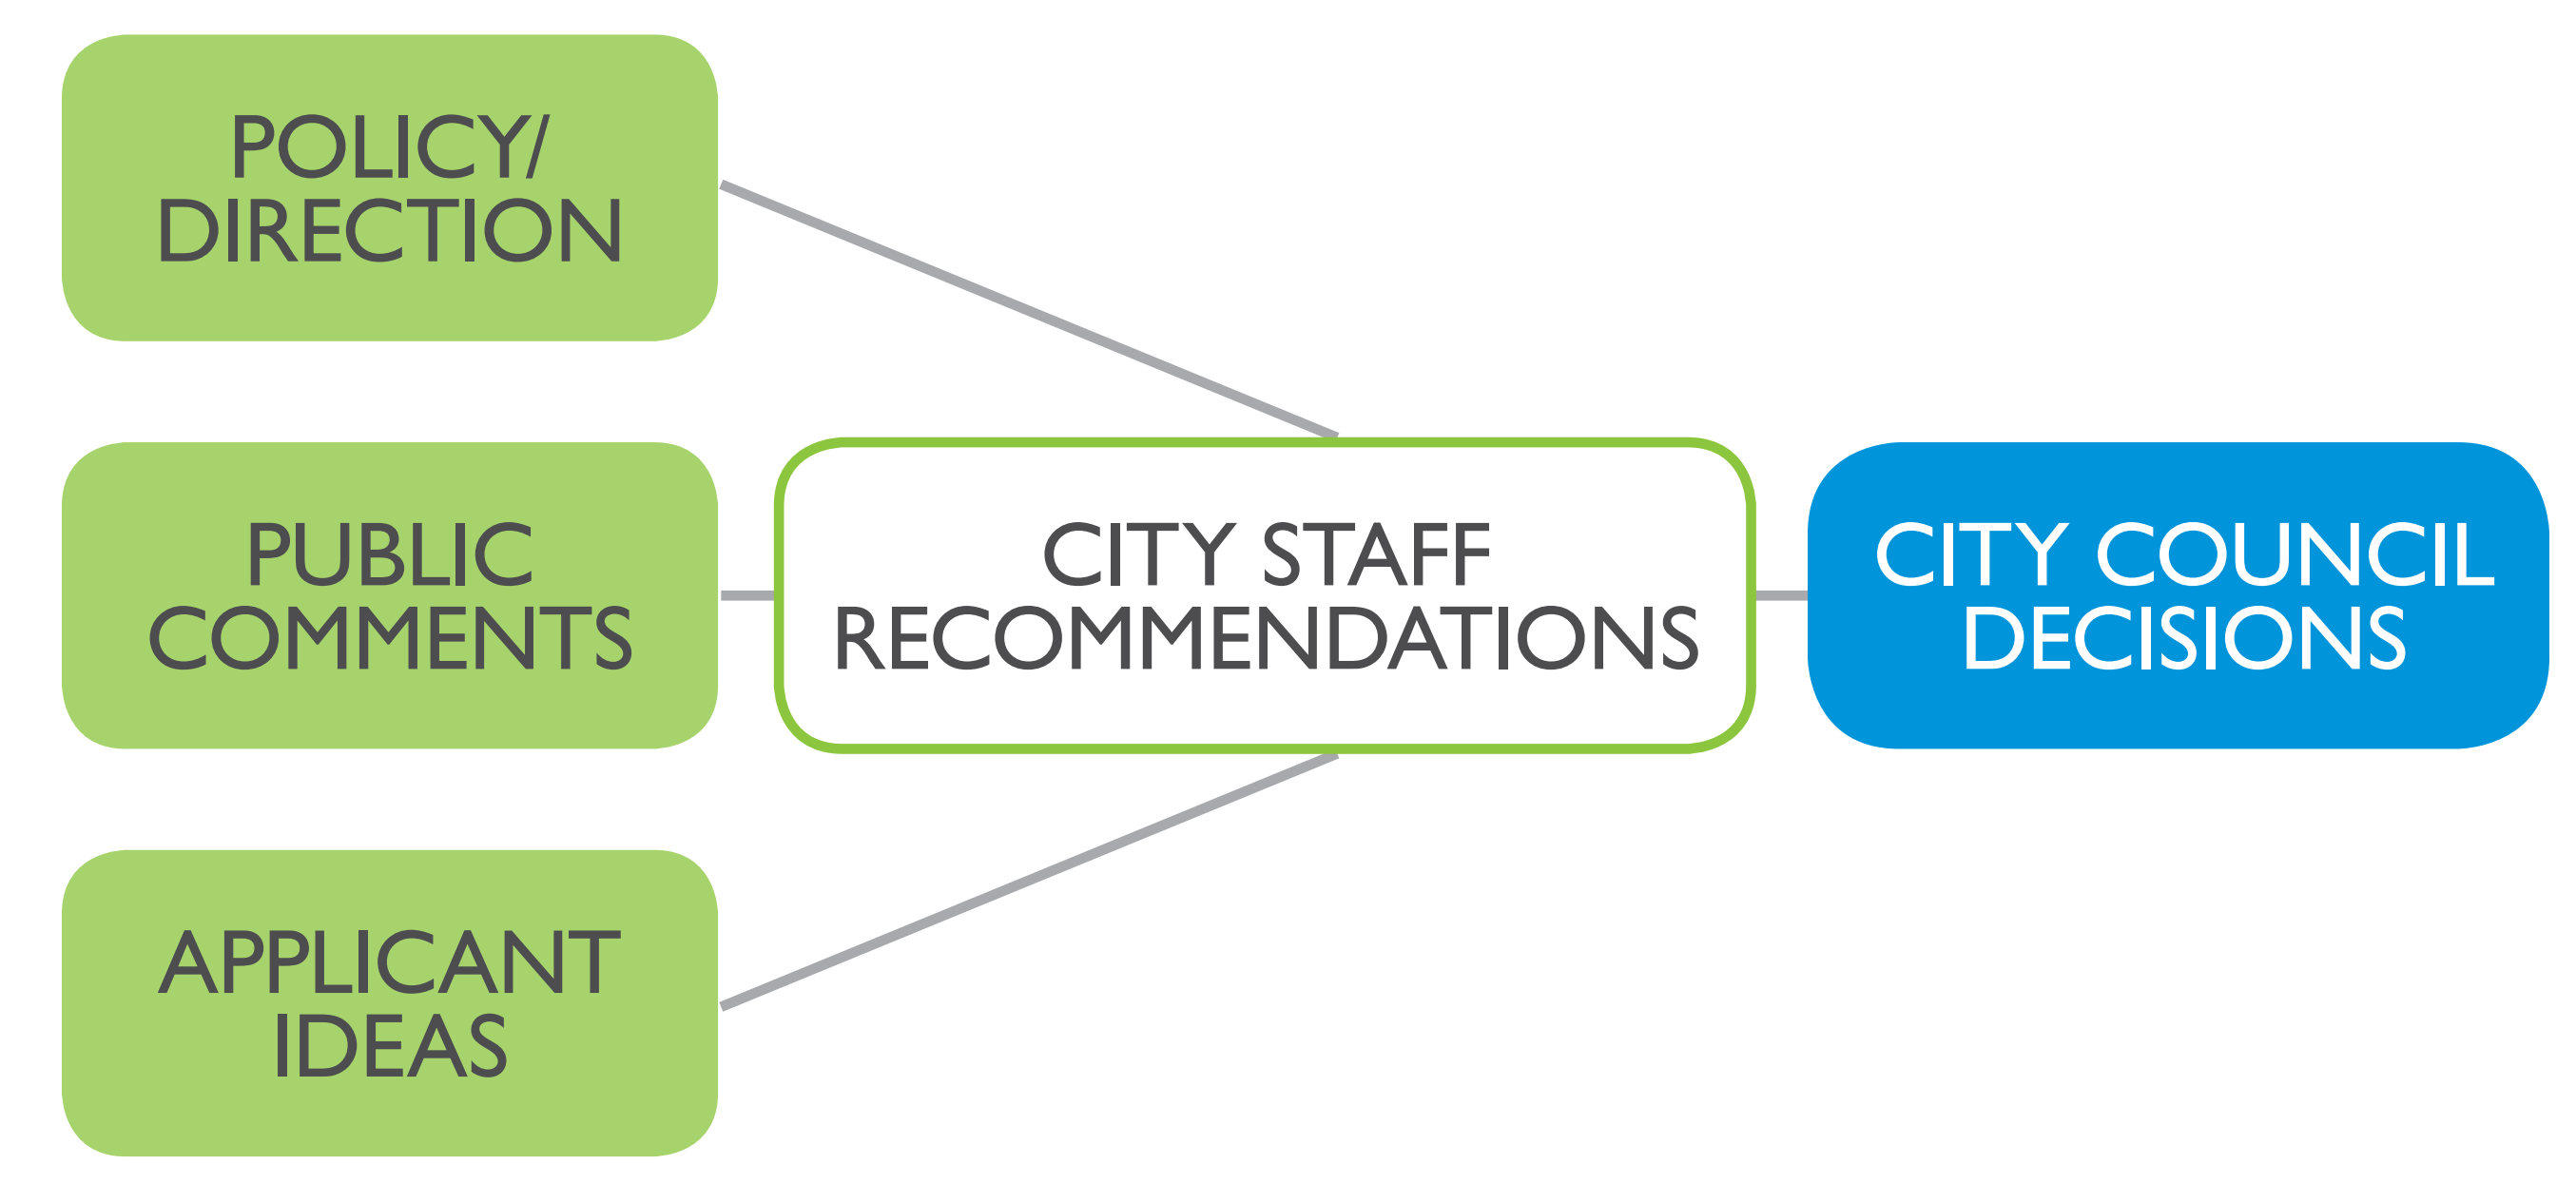 POLICY/
DIRECTION
PUBLIC
COMMENTS
APPLICANT
IDEAS
CITY STAFF
RECOMMENDATIONS
CITY COUNCIL
DECISIONS